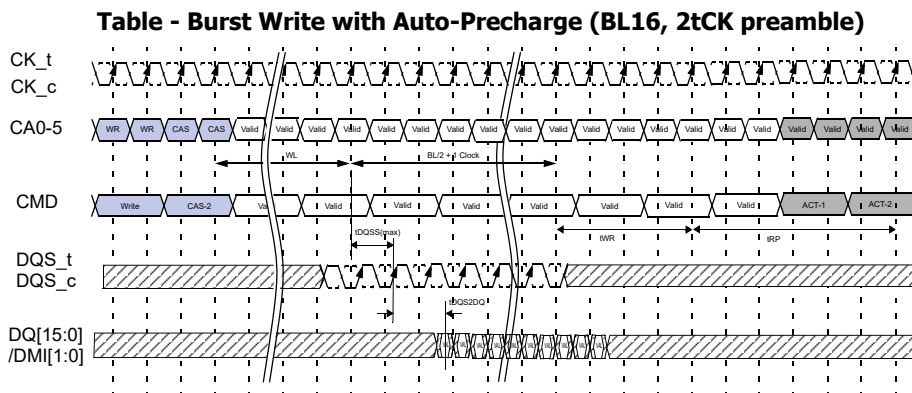 Table - Burst Write with Auto-Precharge (BL16, 2tCK preamble)
CK_t
CK_c
CA0-5 WR WR CAS CAS Valid Valid Valid Valid Valid Valid Valid Valid Valid Valid Valid Valid Valid Valid Valid Valid Valid Valid Valid Valid
WL BL/2 + 1 Clock
CMD Write CAS-2 Valid Valid Valid Valid Valid Valid Valid Valid ACT-1 ACT-2
tDQSS(max) tWR tRP
DQS_t
DQS_c
tDQS2DQ
DQ[15:0]
/DMI[1:0]